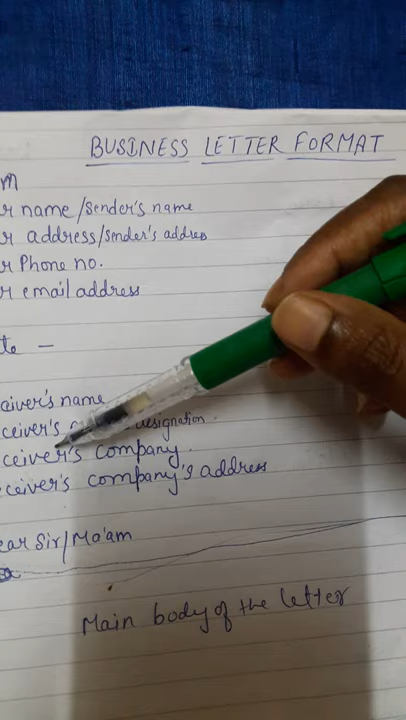 BUSINESS LETTER FORMAT
m
r name/sender's name
r address/sender's address
r Phone no.
r email address
te –
ceiver's name
ceiver's designation.
ceiver's company.
eceiver's company's address
ear Sir/Ma'am
Main body of the letter